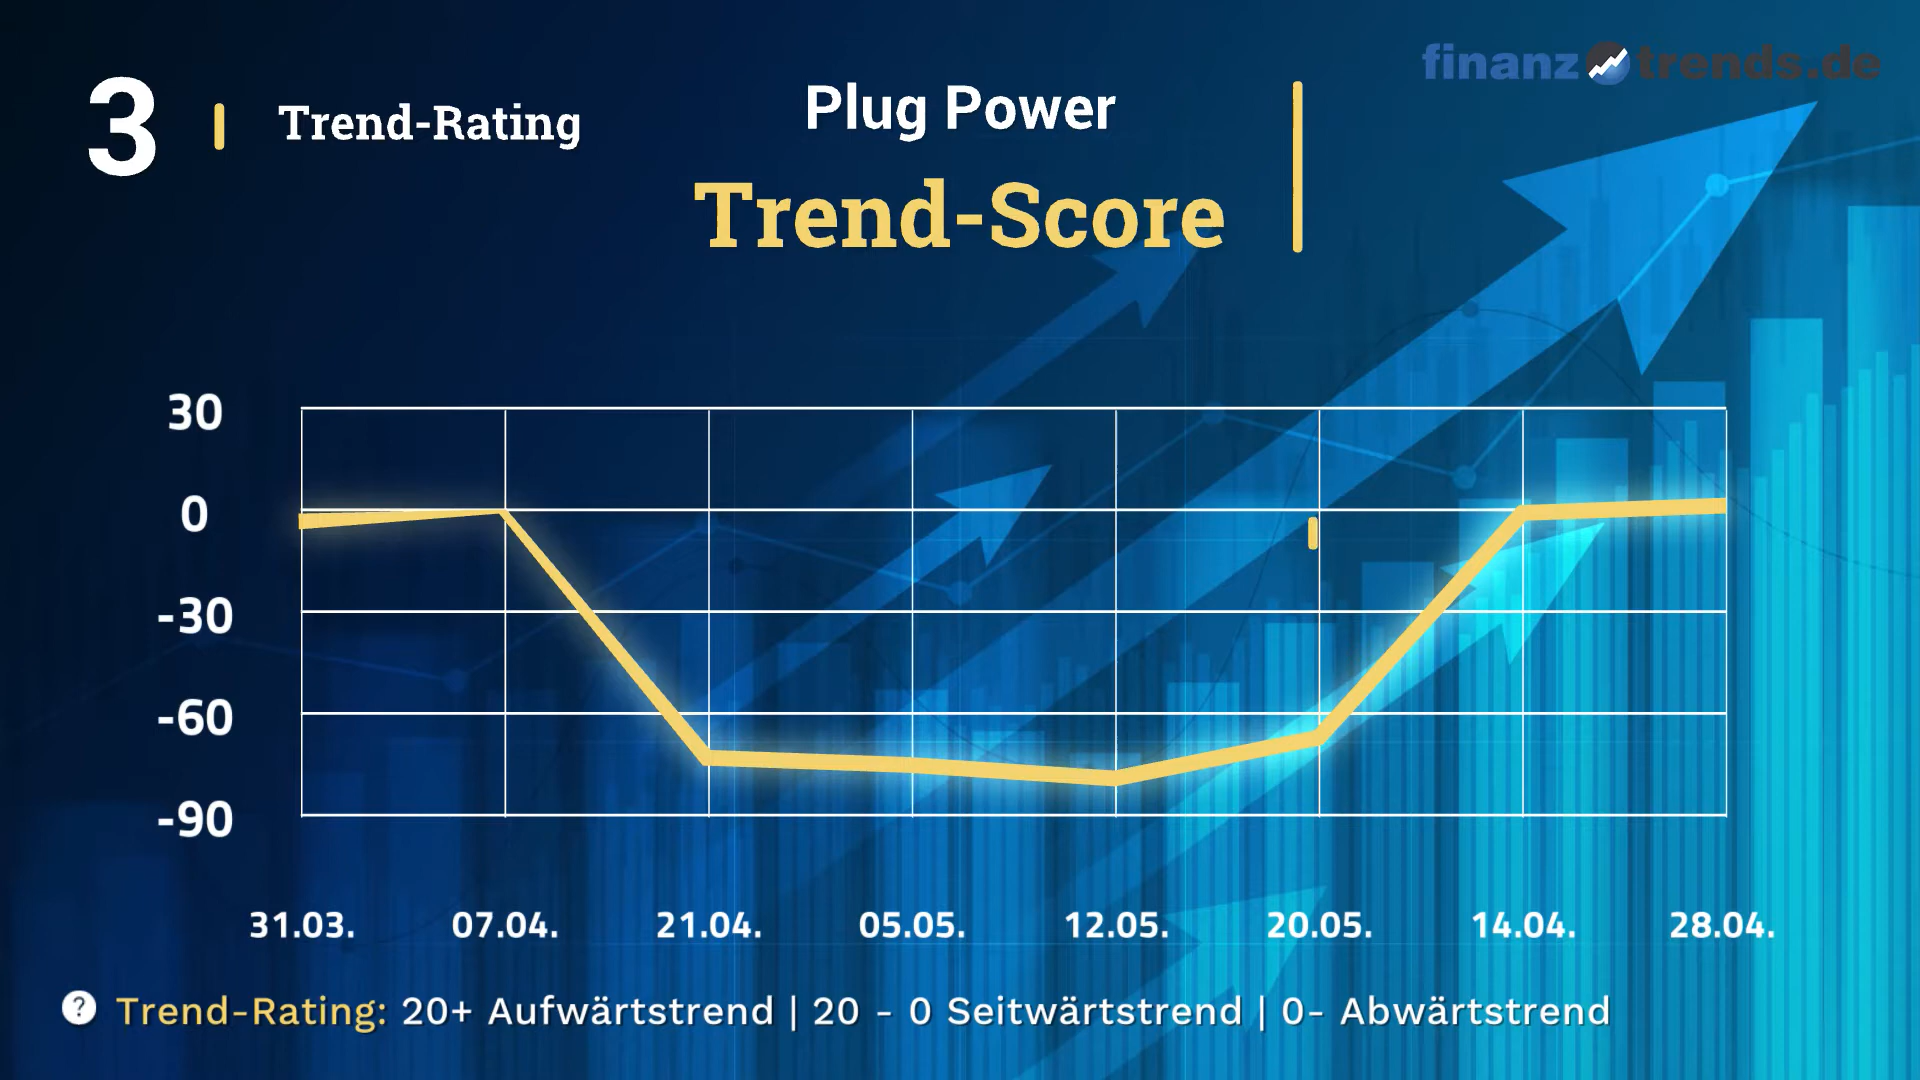 finanztrends.de
3
Trend-Rating
Plug Power
Trend-Score
30
0
-30
-60
-90
31.03. 07.04. 21.04. 05.05. 12.05. 20.05. 14.04. 28.04.
? Trend-Rating: 20+ Aufwärtstrend | 20 - 0 Seitwärtstrend | 0- Abwärtstrend